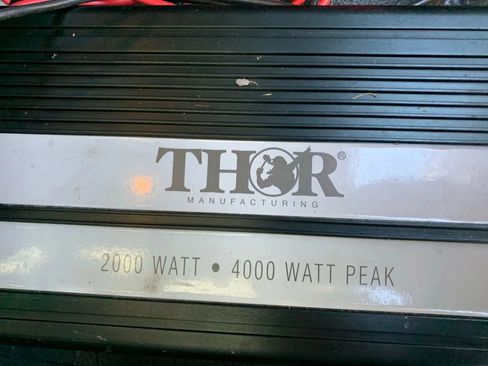 THOR®
MANUFACTURING
2000 WATT • 4000 WATT PEAK